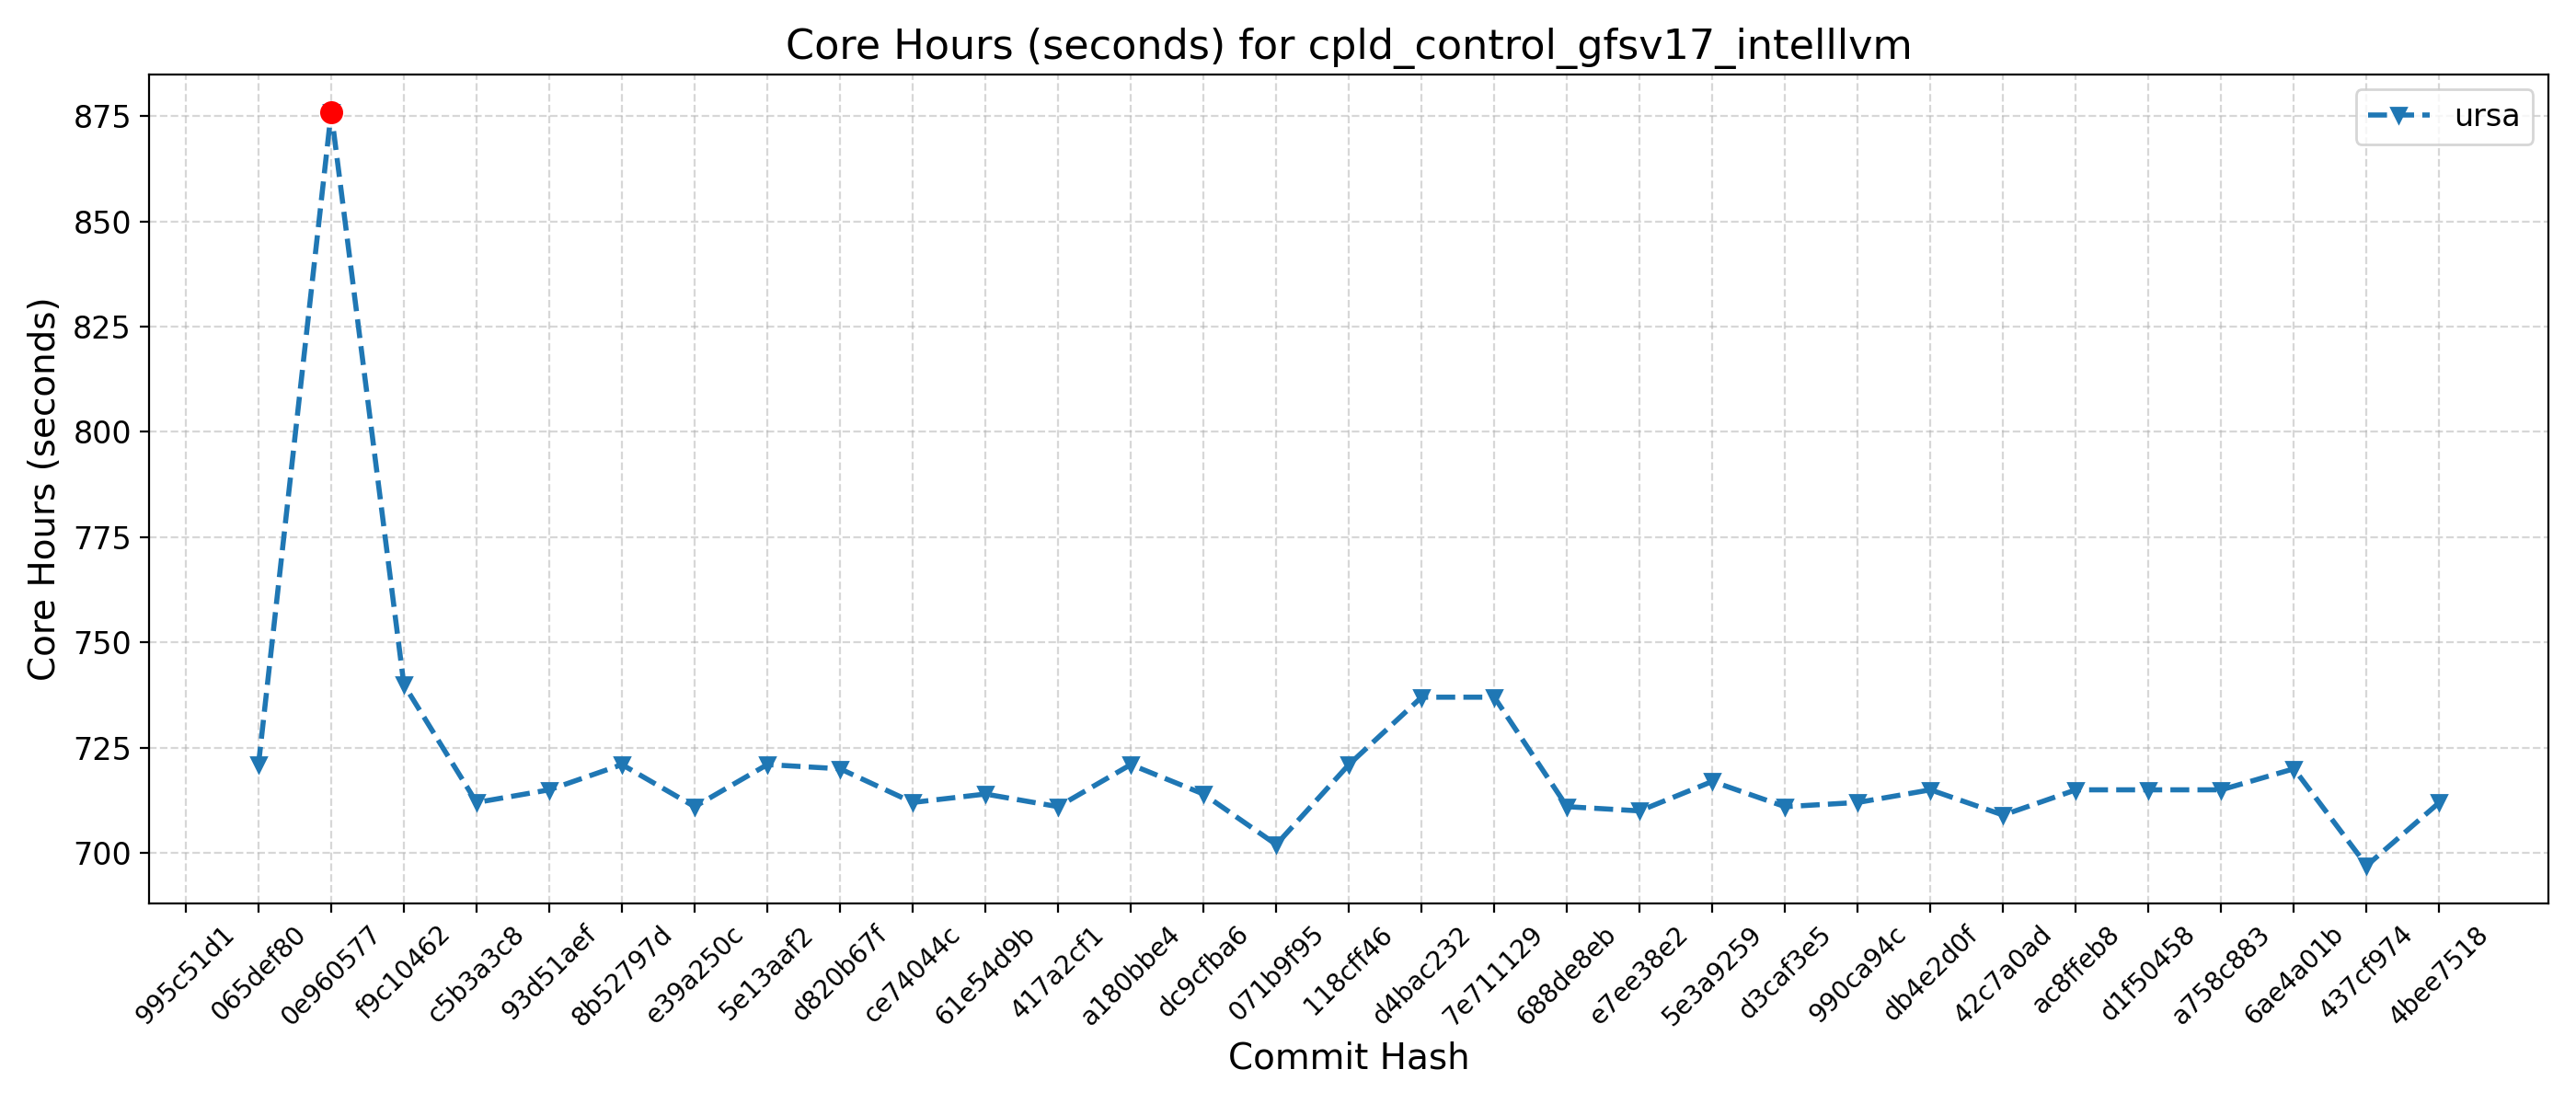 Core Hours (seconds) for cpld_control_gfsv17_intelllvm
ursa
Core Hours (seconds)
875
850
825
800
775
750
725
700
995c51d1
065def80
0e960577
f9c10462
c5b3a3c8
93d51aef
8b52797d
e39a250c
5e13aaf2
d820b67f
ce74044c
61e54d9b
417a2cf1
a180bbe4
dc9cfba6
071b9f95
118cff46
d4bac232
7e711129
688de8eb
e7ee38e2
5e3a9259
d3caf3e5
990ca94c
db4e2d0f
42c7a0ad
ac8ffeb8
d1f50458
a758c883
6ae4a01b
437cf974
4bee7518
Commit Hash